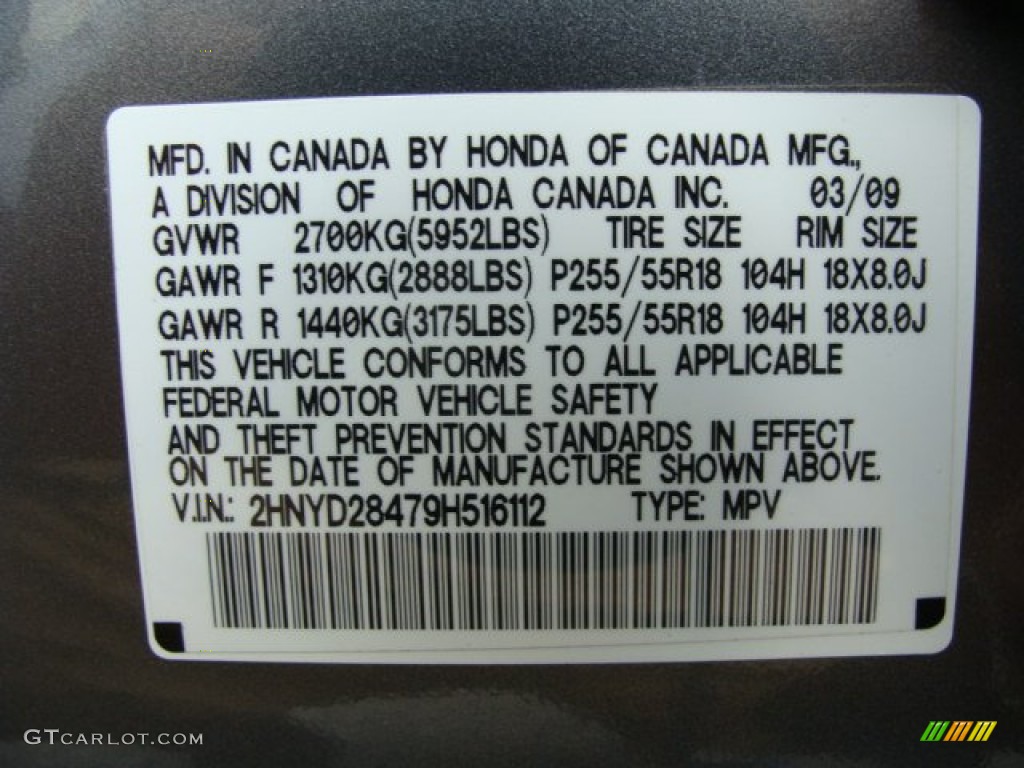 MFD. IN CANADA BY HONDA OF CANADA MFG.,
A DIVISION OF HONDA CANADA INC. 03/09
GVWR 2700KG(5952LBS) TIRE SIZE RIM SIZE
GAWR F 1310KG(2888LBS) P255/55R18 104H 18X8.0J
GAWR R 1440KG(3175LBS) P255/55R18 104H 18X8.0J
THIS VEHICLE CONFORMS TO ALL APPLICABLE
FEDERAL MOTOR VEHICLE SAFETY
AND THEFT PREVENTION STANDARDS IN EFFECT
ON THE DATE OF MANUFACTURE SHOWN ABOVE.
V.I.N.: 2HNYD28479H516112 TYPE: MPV
GTCARLOT.COM